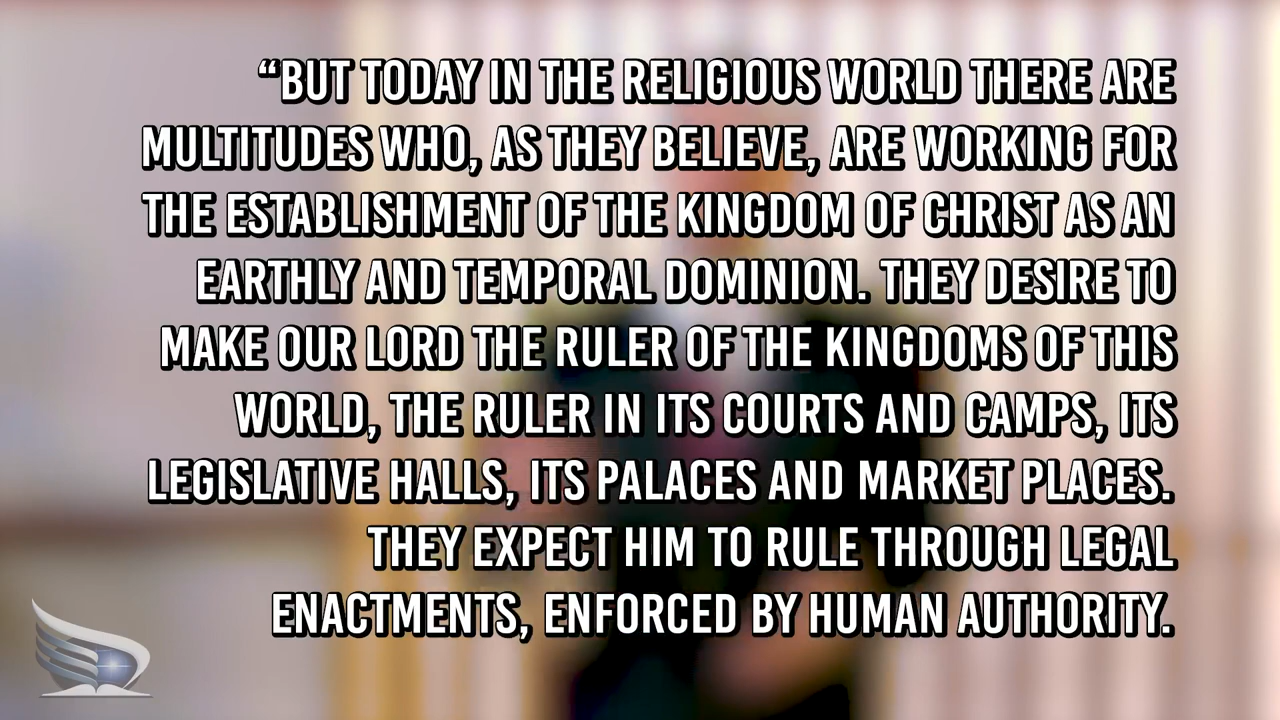 “BUT TODAY IN THE RELIGIOUS WORLD THERE ARE
MULTITUDES WHO, AS THEY BELIEVE, ARE WORKING FOR
THE ESTABLISHMENT OF THE KINGDOM OF CHRIST AS AN
EARTHLY AND TEMPORAL DOMINION. THEY DESIRE TO
MAKE OUR LORD THE RULER OF THE KINGDOMS OF THIS
WORLD, THE RULER IN ITS COURTS AND CAMPS, ITS
LEGISLATIVE HALLS, ITS PALACES AND MARKET PLACES.
THEY EXPECT HIM TO RULE THROUGH LEGAL
ENACTMENTS, ENFORCED BY HUMAN AUTHORITY.